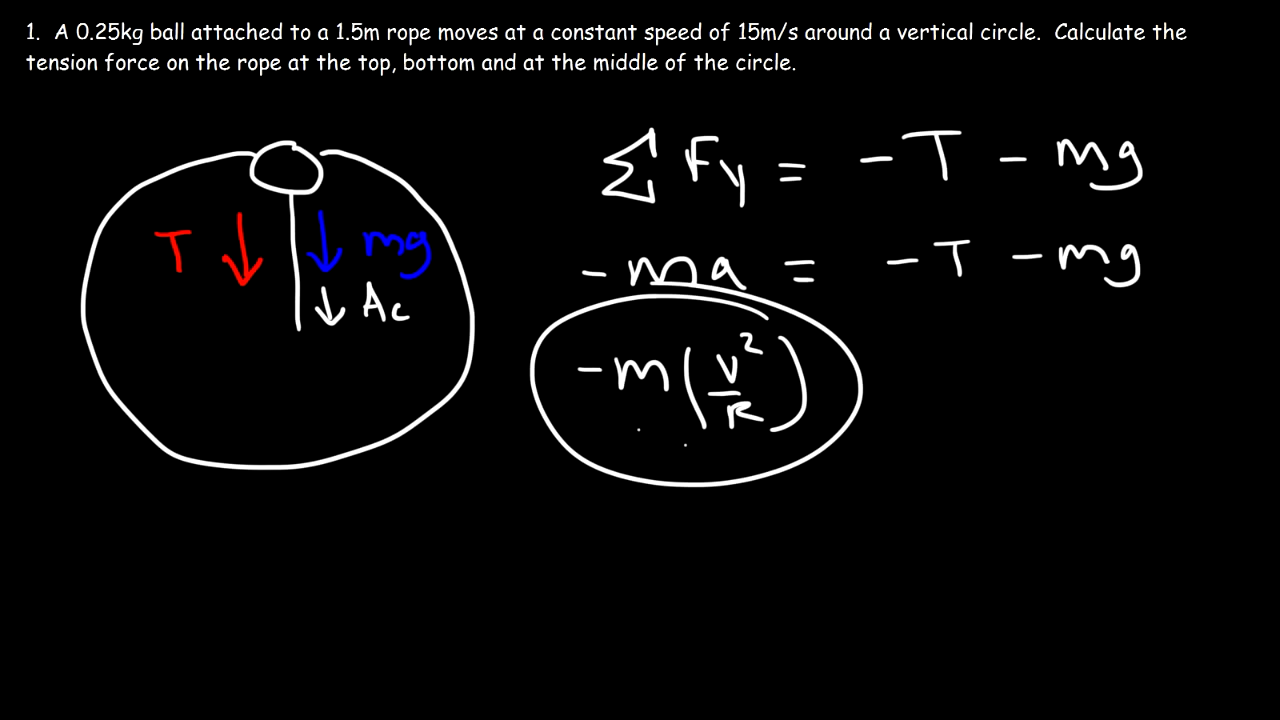 1. A 0.25kg ball attached to a 1.5m rope moves at a constant speed of 15m/s around a vertical circle. Calculate the
tension force on the rope at the top, bottom and at the middle of the circle.
Σ Fy = -T - mg
T mg
-ma = -T - mg
Ac
-m(v²/R)